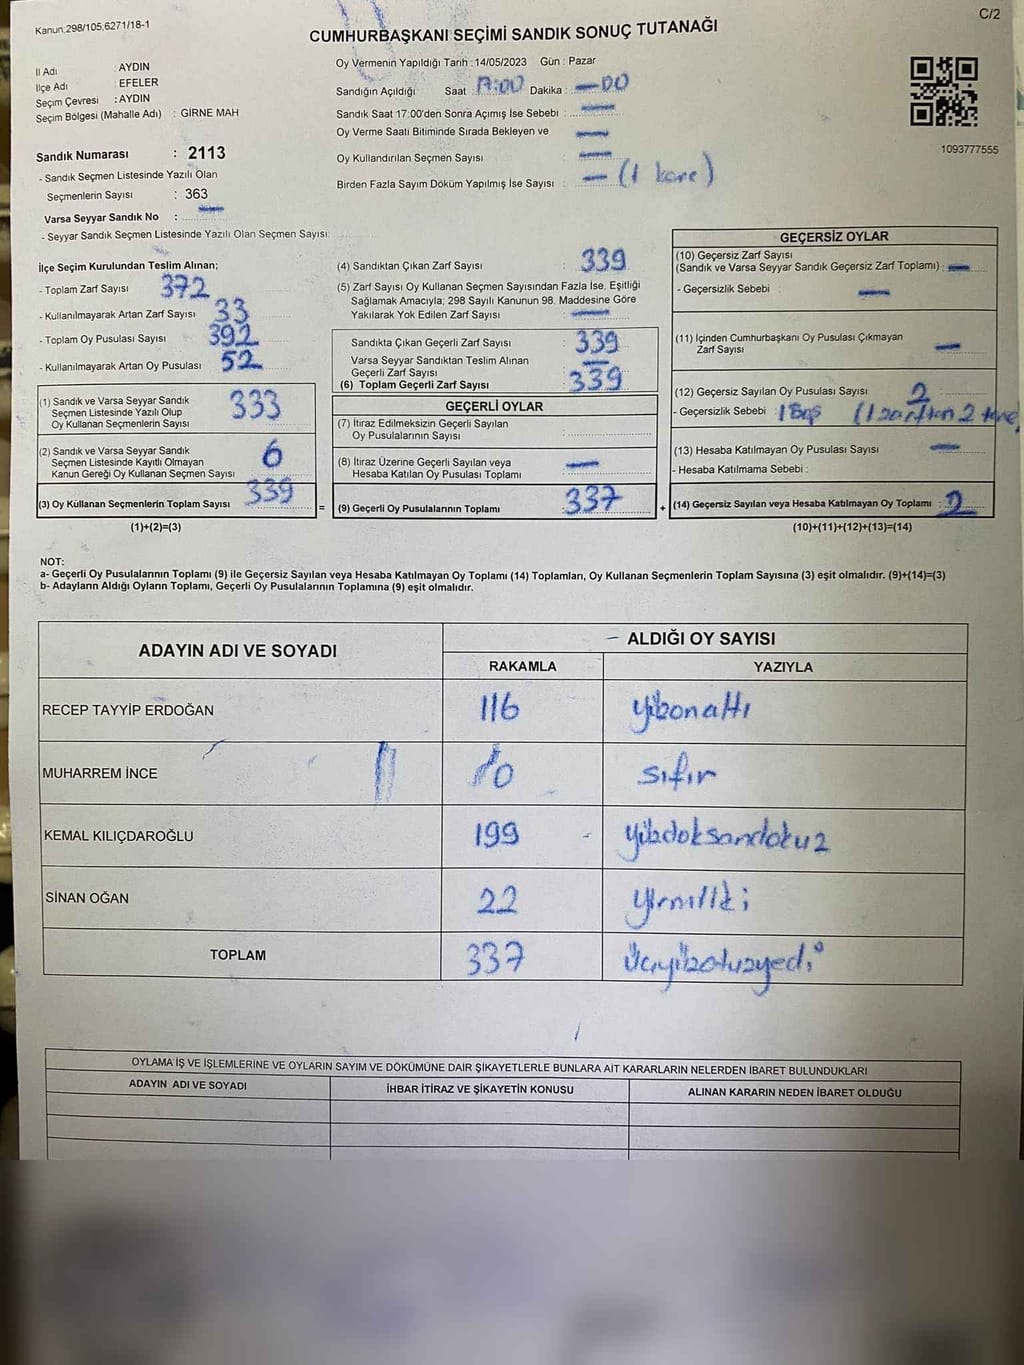 Kanun.298/105.6271/18-1
C/2
CUMHURBAŞKANI SEÇİMİ SANDIK SONUÇ TUTANAĞI
İl Adı : AYDIN
İlçe Adı : EFELER
Seçim Çevresi : AYDIN
Seçim Bölgesi (Mahalle Adı) : GİRNE MAH
Sandık Numarası : 2113
- Sandık Seçmen Listesinde Yazılı Olan
Seçmenlerin Sayısı : 363
Varsa Seyyar Sandık No : —
- Seyyar Sandık Seçmen Listesinde Yazılı Olan Seçmen Sayısı:
Oy Vermenin Yapıldığı Tarih : 14/05/2023 Gün : Pazar
Sandığın Açıldığı Saat : 17:00 Dakika : —00
Sandık Saat 17:00'den Sonra Açımış İse Sebebi : —
Oy Verme Saati Bitiminde Sırada Bekleyen ve —
Oy Kullandırılan Seçmen Sayısı —
Birden Fazla Sayım Döküm Yapılmış İse Sayısı : — (1 kere)
1093777555
İlçe Seçim Kurulundan Teslim Alınan;
- Toplam Zarf Sayısı 372
- Kullanılmayarak Artan Zarf Sayısı 33
- Toplam Oy Pusulası Sayısı 392
- Kullanılmayarak Artan Oy Pusulası 52
(1) Sandık ve Varsa Seyyar Sandık
Seçmen Listesinde Yazılı Olup
Oy Kullanan Seçmenlerin Sayısı 333
(2) Sandık ve Varsa Seyyar Sandık
Seçmen Listesinde Kayıtlı Olmayan
Kanun Gereği Oy Kullanan Seçmen Sayısı 6
(3) Oy Kullanan Seçmenlerin Toplam Sayısı 339
(1)+(2)=(3)
(4) Sandıktan Çıkan Zarf Sayısı : 339
(5) Zarf Sayısı Oy Kullanan Seçmen Sayısından Fazla İse, Eşitliği
Sağlamak Amacıyla; 298 Sayılı Kanunun 98. Maddesine Göre
Yakılarak Yok Edilen Zarf Sayısı : —
Sandıkta Çıkan Geçerli Zarf Sayısı : 339
Varsa Seyyar Sandıktan Teslim Alınan
Geçerli Zarf Sayısı : —
(6) Toplam Geçerli Zarf Sayısı : 339
GEÇERLİ OYLAR
(7) İtiraz Edilmeksizin Geçerli Sayılan
Oy Pusulalarının Sayısı :
(8) İtiraz Üzerine Geçerli Sayılan veya
Hesaba Katılan Oy Pusulası Toplamı : —
= (9) Geçerli Oy Pusulalarının Toplamı : 337
GEÇERSİZ OYLAR
(10) Geçersiz Zarf Sayısı
(Sandık ve Varsa Seyyar Sandık Geçersiz Zarf Toplamı) : —
- Geçersizlik Sebebi : —
(11) İçinden Cumhurbaşkanı Oy Pusulası Çıkmayan
Zarf Sayısı : —
(12) Geçersiz Sayılan Oy Pusulası Sayısı : 2
- Geçersizlik Sebebi : 1 Boş (1 zarftan 2 tane)
(13) Hesaba Katılmayan Oy Pusulası Sayısı : —
- Hesaba Katılmama Sebebi :
+ (14) Geçersiz Sayılan veya Hesaba Katılmayan Oy Toplamı : 2
(10)+(11)+(12)+(13)=(14)
NOT:
a- Geçerli Oy Pusulalarının Toplamı (9) ile Geçersiz Sayılan veya Hesaba Katılmayan Oy Toplamı (14) Toplamları, Oy Kullanan Seçmenlerin Toplam Sayısına (3) eşit olmalıdır. (9)+(14)=(3)
b- Adayların Aldığı Oyların Toplamı, Geçerli Oy Pusulalarının Toplamına (9) eşit olmalıdır.
ADAYIN ADI VE SOYADI
ALDIĞI OY SAYISI
RAKAMLA YAZIYLA
RECEP TAYYİP ERDOĞAN 116 yüzonaltı
MUHARREM İNCE 0 sıfır
KEMAL KILIÇDAROĞLU 199 yüzdoksandokuz
SİNAN OĞAN 22 yirmiiki
TOPLAM 337 üçyüzotuzyedi
OYLAMA İŞ VE İŞLEMLERİNE VE OYLARIN SAYIM VE DÖKÜMÜNE DAİR ŞİKAYETLERLE BUNLARA AİT KARARLARIN NELERDEN İBARET BULUNDUKLARI
ADAYIN ADI VE SOYADI İHBAR İTİRAZ VE ŞİKAYETİN KONUSU ALINAN KARARIN NEDEN İBARET OLDUĞU